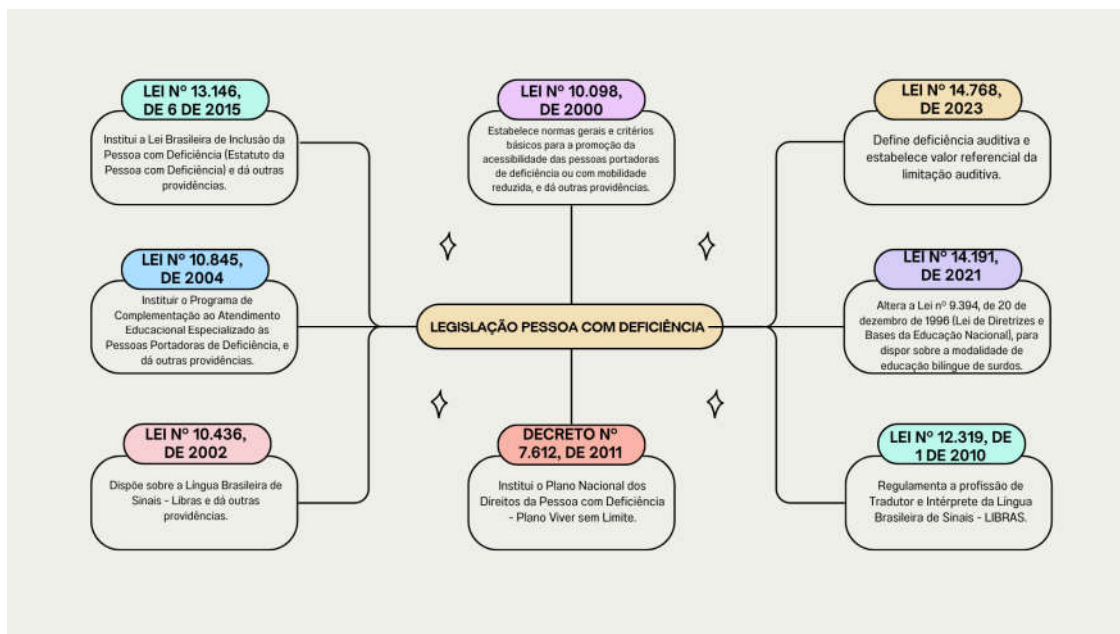 LEI Nº 13.146,
DE 6 DE 2015
Institui a Lei Brasileira de Inclusão da
Pessoa com Deficiência (Estatuto da
Pessoa com Deficiência) e dá outras
providências.
LEI Nº 10.098,
DE 2000
Estabelece normas gerais e critérios
básicos para a promoção da
acessibilidade das pessoas portadoras
de deficiência ou com mobilidade
reduzida, e dá outras providências.
LEI Nº 14.768,
DE 2023
Define deficiência auditiva e
estabelece valor referencial da
limitação auditiva.
LEI Nº 10.845,
DE 2004
Instituir o Programa de
Complementação ao Atendimento
Educacional Especializado às
Pessoas Portadoras de Deficiência, e
dá outras providências.
LEGISLAÇÃO PESSOA COM DEFICIÊNCIA
LEI Nº 14.191,
DE 2021
Altera a Lei nº 9.394, de 20 de
dezembro de 1996 (Lei de Diretrizes e
Bases da Educação Nacional), para
dispor sobre a modalidade de
educação bilíngue de surdos.
LEI Nº 10.436,
DE 2002
Dispõe sobre a Língua Brasileira de
Sinais - Libras e dá outras
providências.
DECRETO Nº
7.612, DE 2011
Institui o Plano Nacional dos
Direitos da Pessoa com Deficiência
- Plano Viver sem Limite.
LEI Nº 12.319, DE
1 DE 2010
Regulamenta a profissão de
Tradutor e Intérprete da Língua
Brasileira de Sinais - LIBRAS.